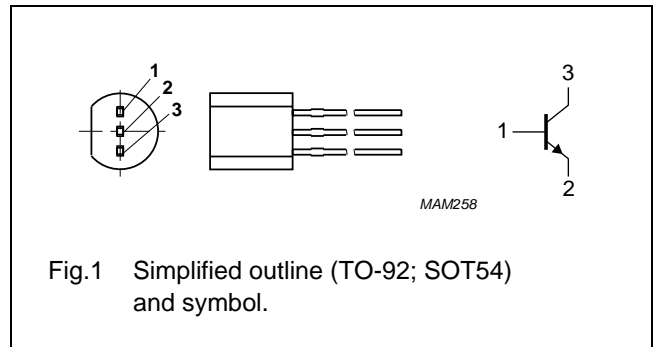 1
2
3
MAM258
3
1
2
Fig.1 Simplified outline (TO-92; SOT54)
and symbol.